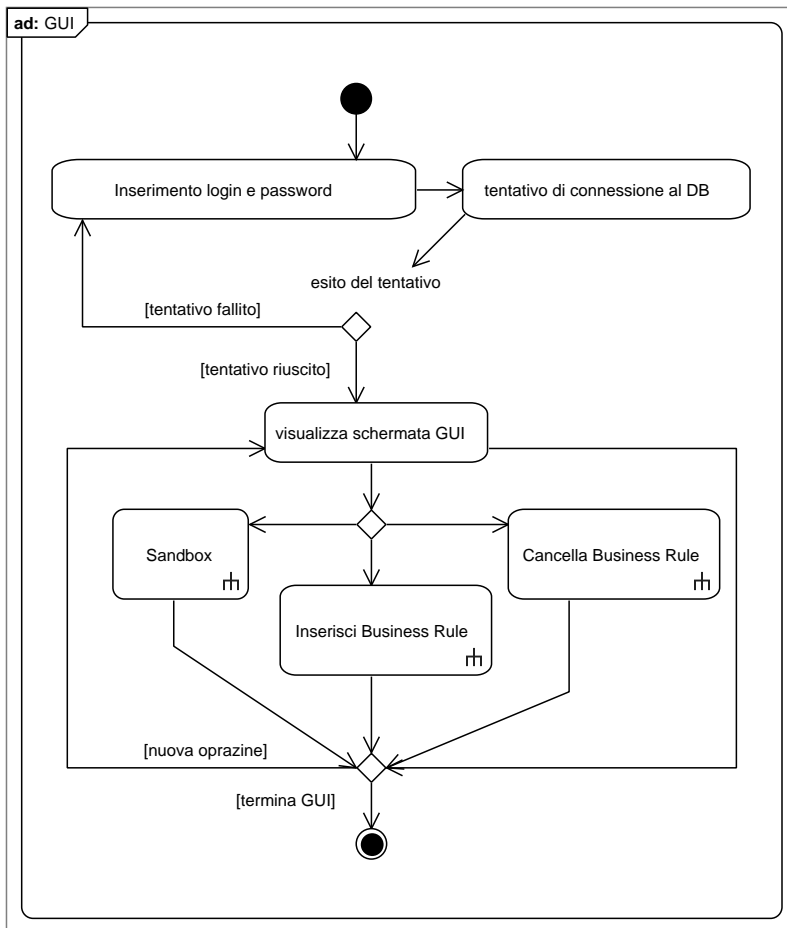 ad: GUI
Inserimento login e password
tentativo di connessione al DB
esito del tentativo
[tentativo fallito]
[tentativo riuscito]
visualizza schermata GUI
Sandbox
Cancella Business Rule
Inserisci Business Rule
[nuova oprazine]
[termina GUI]